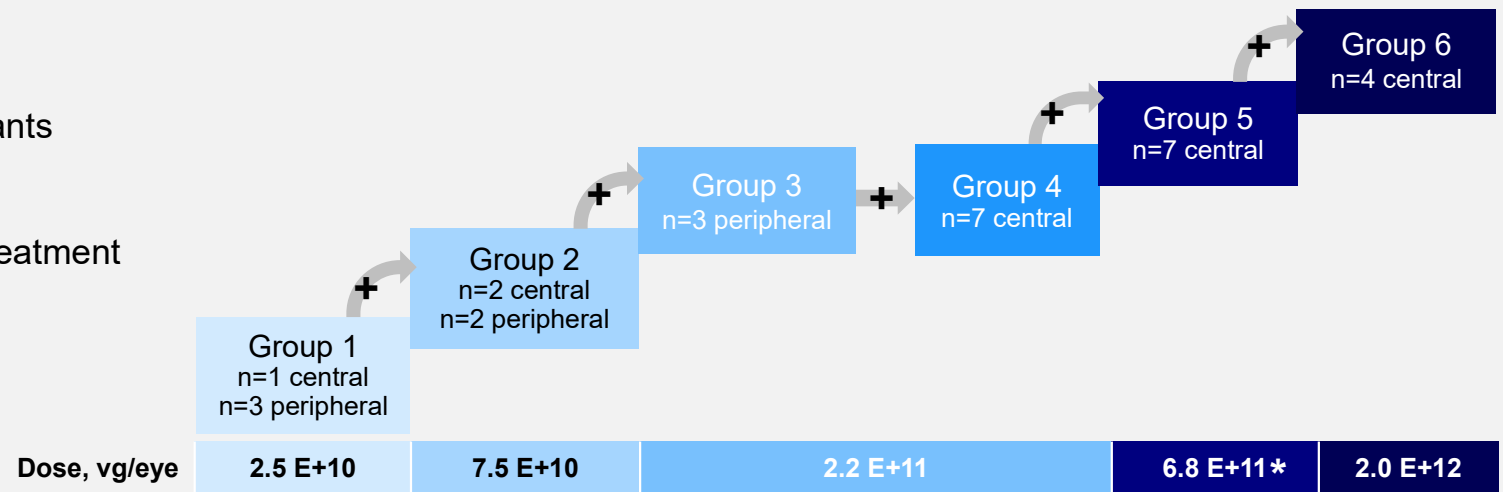 ants
eatment
Group 1
n=1 central
n=3 peripheral
+
Group 2
n=2 central
n=2 peripheral
+
Group 3
n=3 peripheral
+
Group 4
n=7 central
+
Group 5
n=7 central
+
Group 6
n=4 central
Dose, vg/eye 2.5 E+10 7.5 E+10 2.2 E+11 6.8 E+11* 2.0 E+12